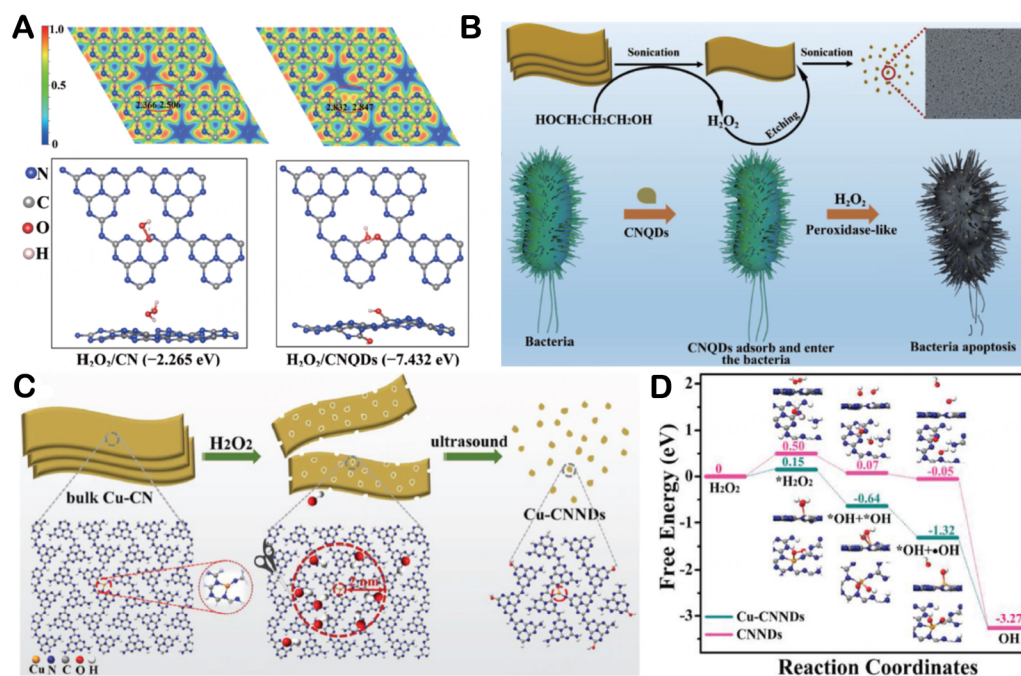 A
1.0
0.5
0
2.366 2.506
2.832 2.847
N
C
O
H
H₂O₂/CN (−2.265 eV)
H₂O₂/CNQDs (−7.432 eV)
B
Sonication
Sonication
HOCH₂CH₂CH₂OH
H₂O₂
Etching
CNQDs
H₂O₂
Peroxidase-like
Bacteria
CNQDs adsorb and enter
the bacteria
Bacteria apoptosis
C
bulk Cu-CN
H2O2
ultrasound
Cu-CNNDs
2 nm
Cu N C O H
D
Free Energy (eV)
2
1
0
-1
-2
-3
0
H₂O₂
0.50
0.15
*H₂O₂
0.07
-0.64
*OH+*OH
-0.05
-1.32
*OH+•OH
-3.27
OH
Cu-CNNDs
CNNDs
Reaction Coordinates